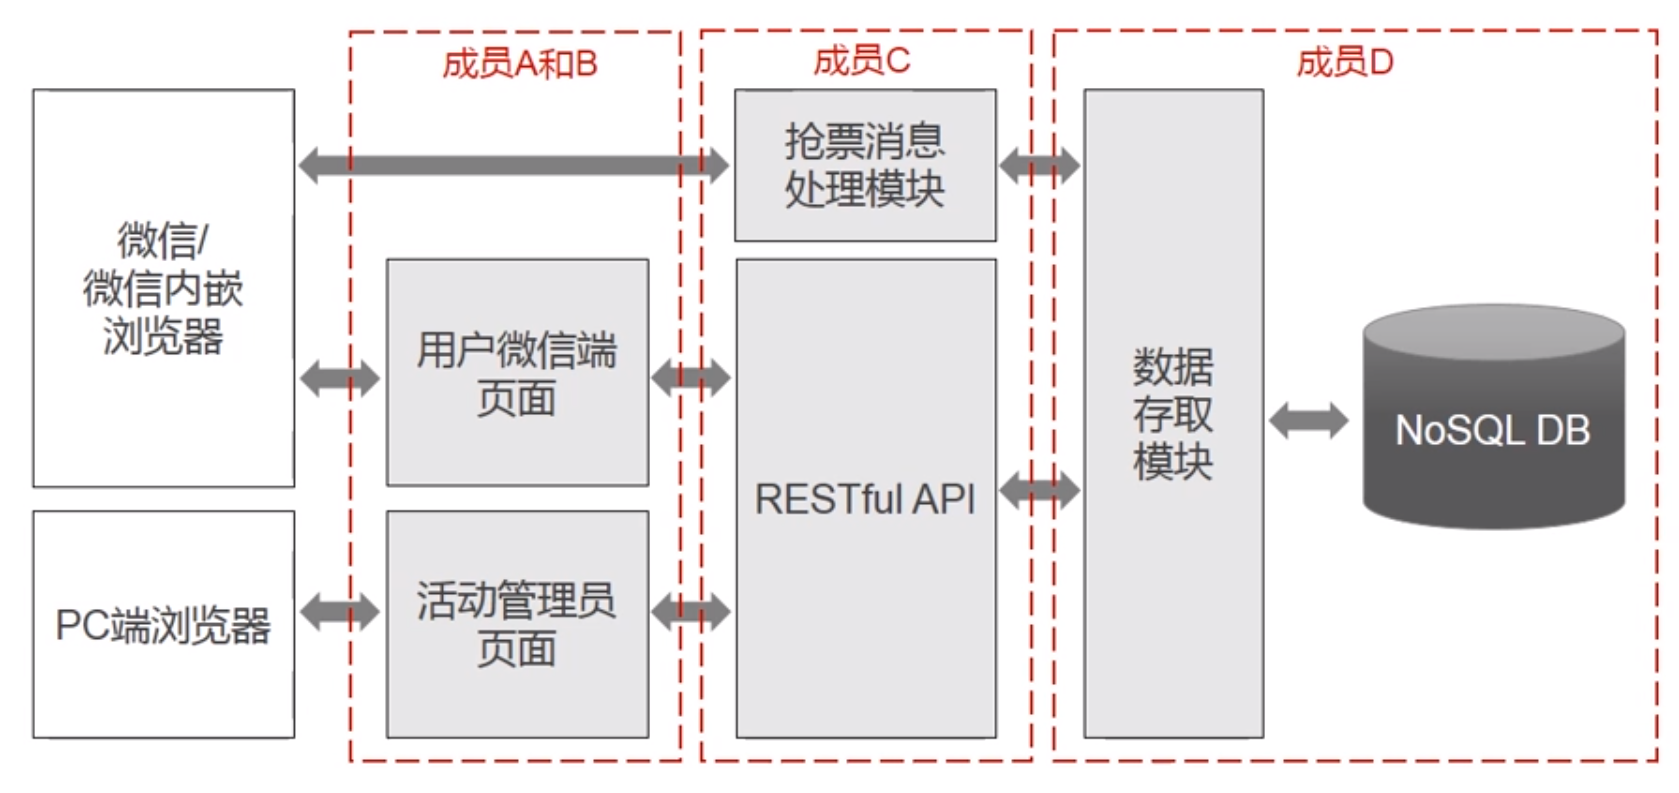 成员A和B
成员C
成员D
微信/
微信内嵌
浏览器
抢票消息
处理模块
用户微信端
页面
数据
存取
模块
NoSQL DB
RESTful API
PC端浏览器
活动管理员
页面